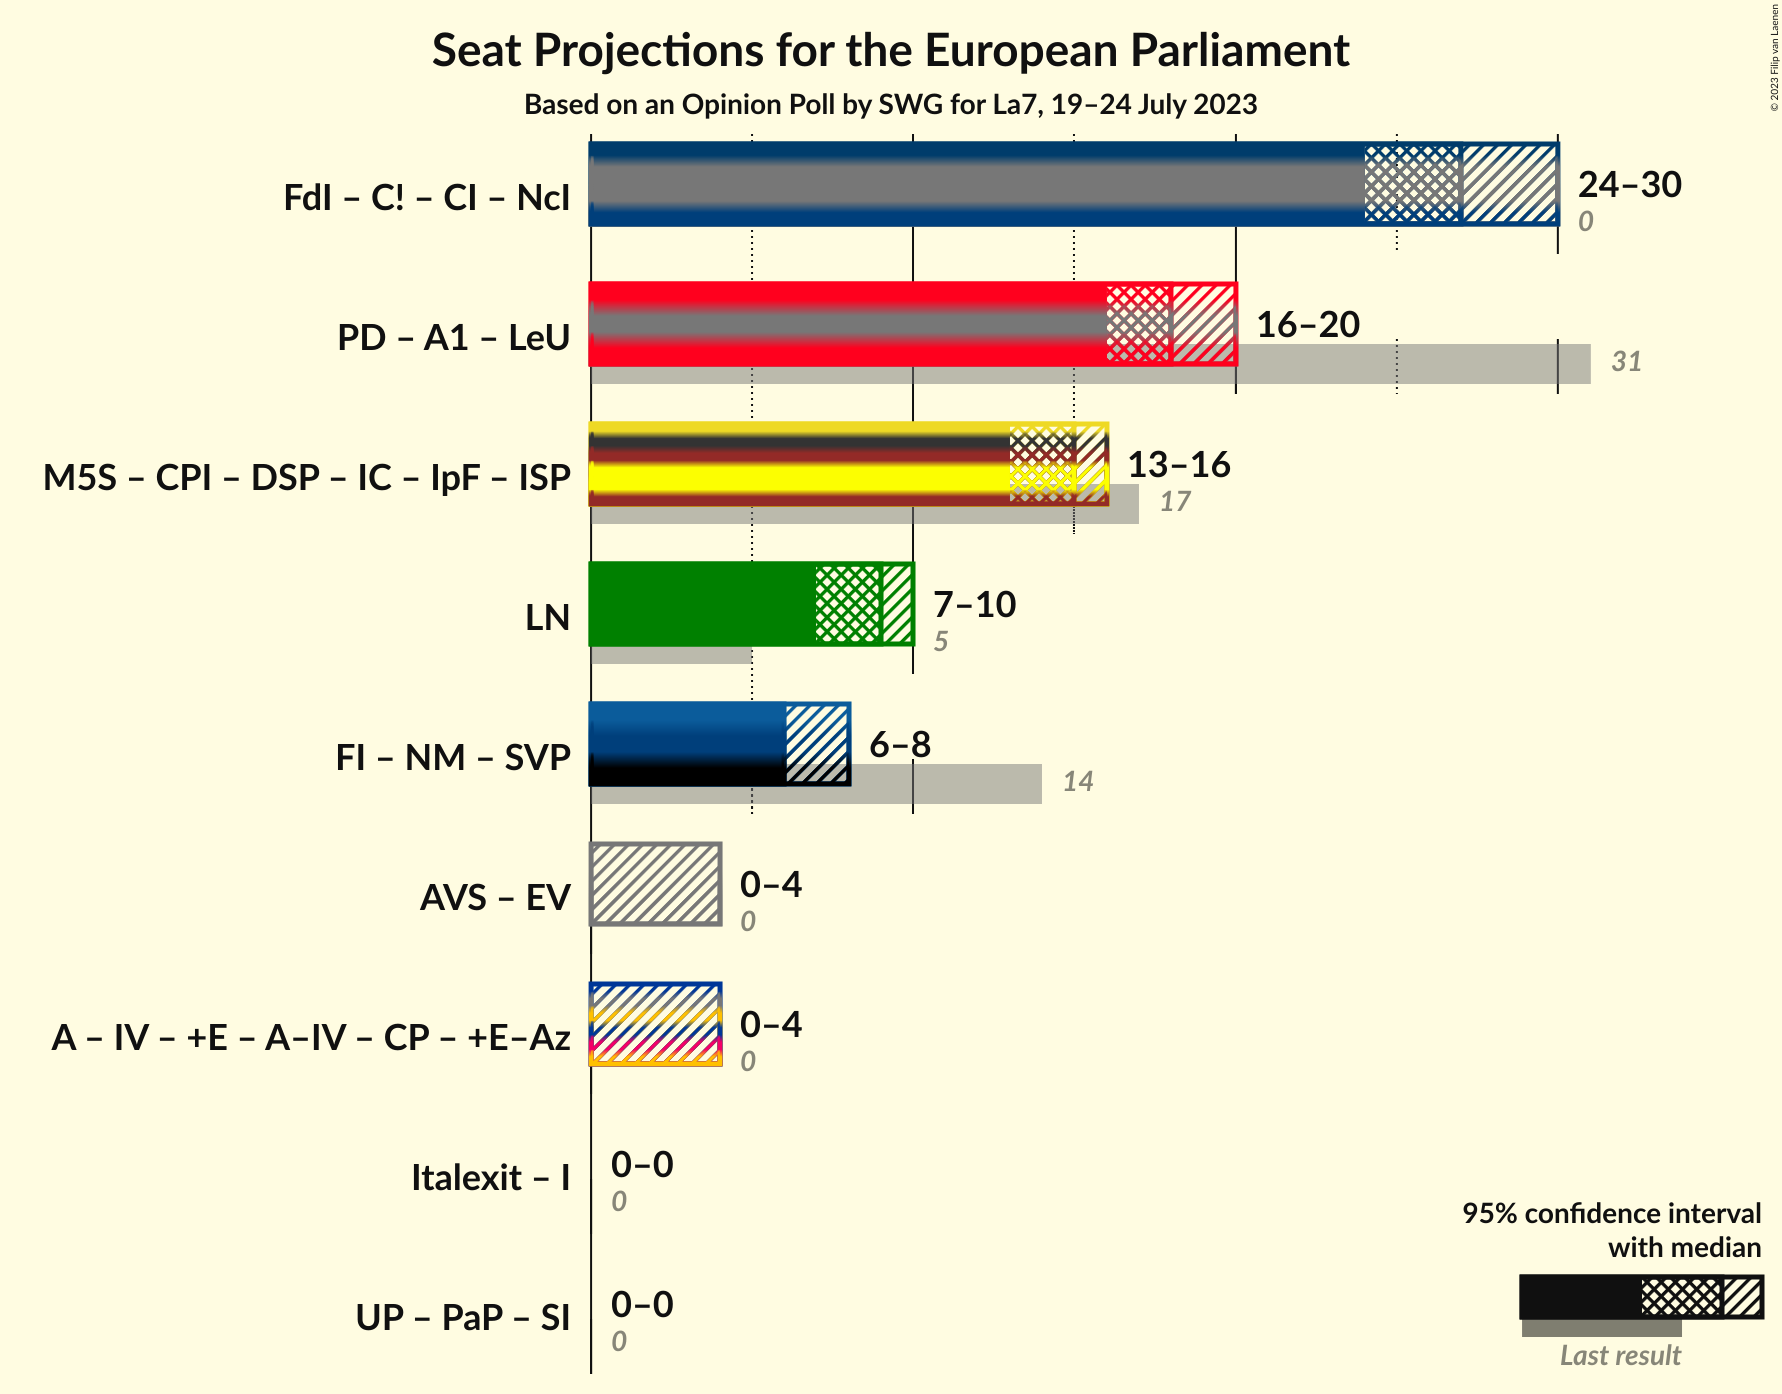 Seat Projections for the European Parliament
Based on an Opinion Poll by SWG for La7, 19–24 July 2023
© 2023 Filip van Laenen
FdI – C! – CI – NcI
24–30
0
PD – A1 – LeU
16–20
31
M5S – CPI – DSP – IC – IpF – ISP
13–16
17
LN
7–10
5
FI – NM – SVP
6–8
14
AVS – EV
0–4
0
A – IV – +E – A–IV – CP – +E–Az
0–4
0
Italexit – I
0–0
0
UP – PaP – SI
0–0
0
95% confidence interval
with median
Last result